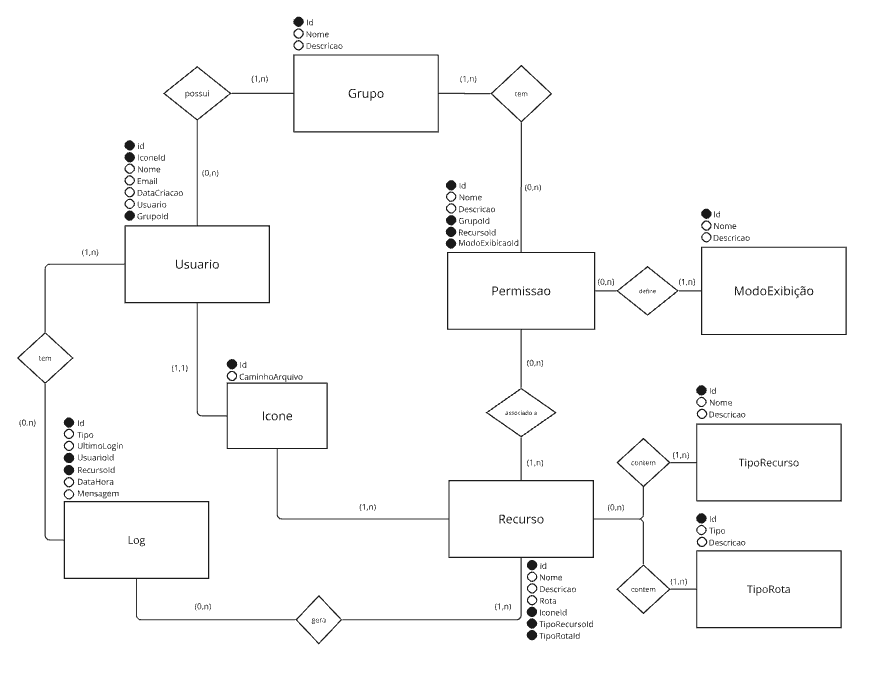 Id
Nome
Descricao
(1,n)
(1,n)
possui
Grupo
tem
id
IconeId
Nome
Email
DataCriacao
Usuario
GrupoId
(0,n)
(0,n)
Id
Nome
Descricao
GrupoId
RecursoId
ModoExibicaoId
Id
Nome
Descricao
(1,n)
Usuario
Permissao
(0,n)
define
(1,n)
ModoExibição
tem
(1,1)
Id
CaminhoArquivo
(0,n)
Icone
associado a
Id
Nome
Descricao
(0,n)
Id
Tipo
UltimoLogin
UsuarioId
RecursoId
DataHora
Mensagem
(1,n)
contem
(1,n)
TipoRecurso
(1,n)
Recurso
(0,n)
Id
Tipo
Descricao
Log
id
Nome
Descricao
Rota
IconeId
TipoRecursoId
TipoRotaId
contem
(1,n)
TipoRota
(0,n)
gera
(1,n)